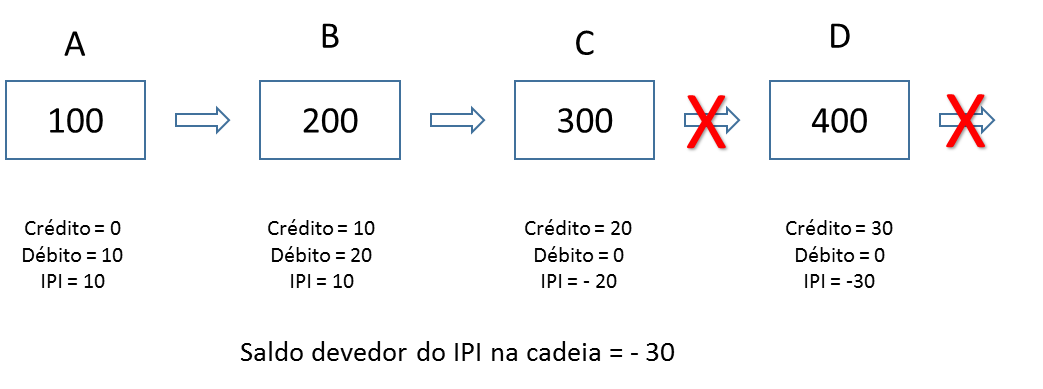 A
B
C
D
100
200
300
400
Crédito = 0
Débito = 10
IPI = 10
Crédito = 10
Débito = 20
IPI = 10
Crédito = 20
Débito = 0
IPI = - 20
Crédito = 30
Débito = 0
IPI = -30
Saldo devedor do IPI na cadeia = - 30